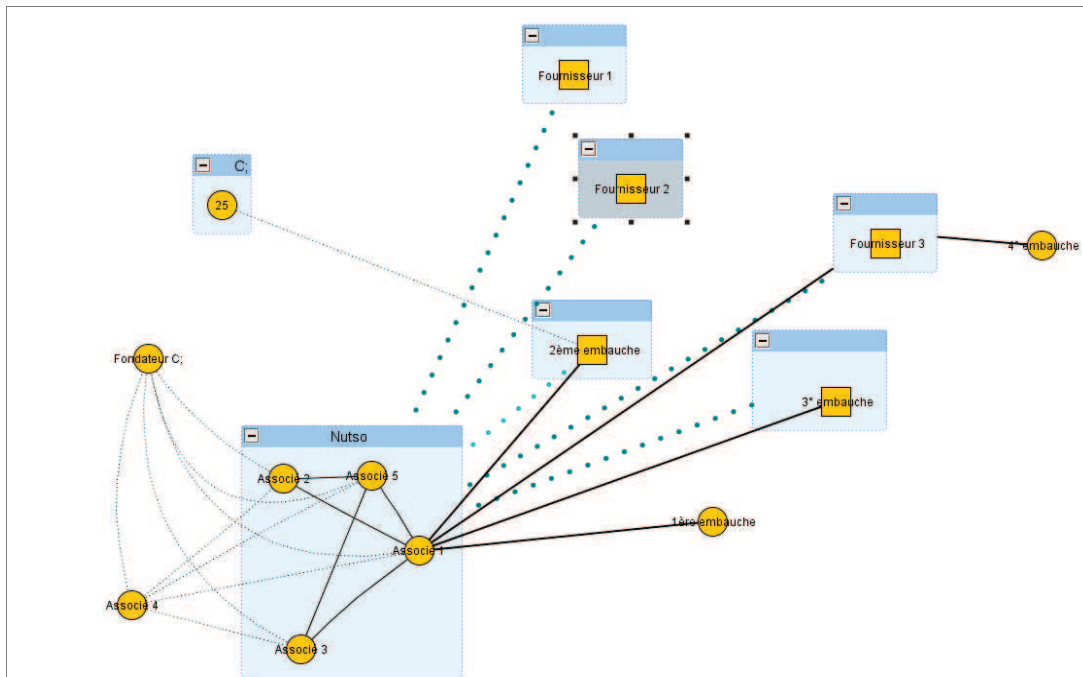 Fournisseur 1
C;
Fournisseur 2
25
Fournisseur 3
4° embauche
2ème embauche
Fondateur C;
3° embauche
Nutso
Associé 2
Associé 5
1ère embauche
Associé 1
Associé 4
Associé 3